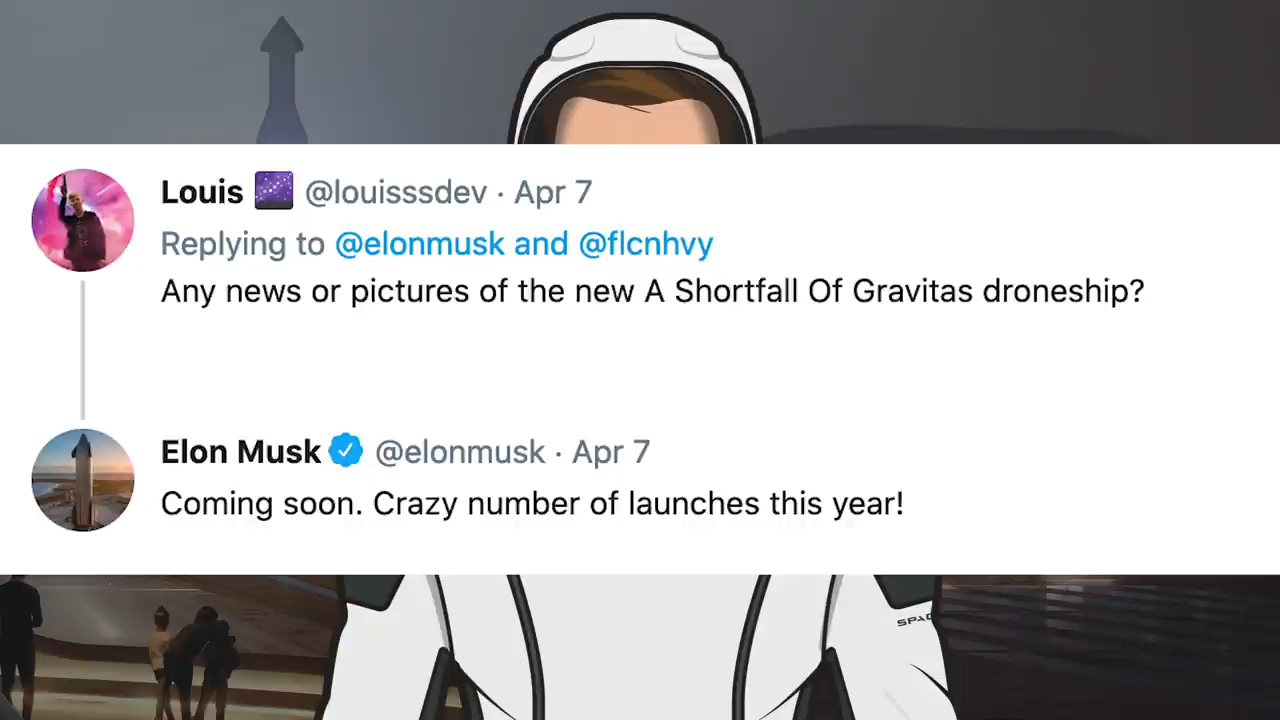 Louis @louisssdev · Apr 7
Replying to @elonmusk and @flcnhvy
Any news or pictures of the new A Shortfall Of Gravitas droneship?
Elon Musk @elonmusk · Apr 7
Coming soon. Crazy number of launches this year!